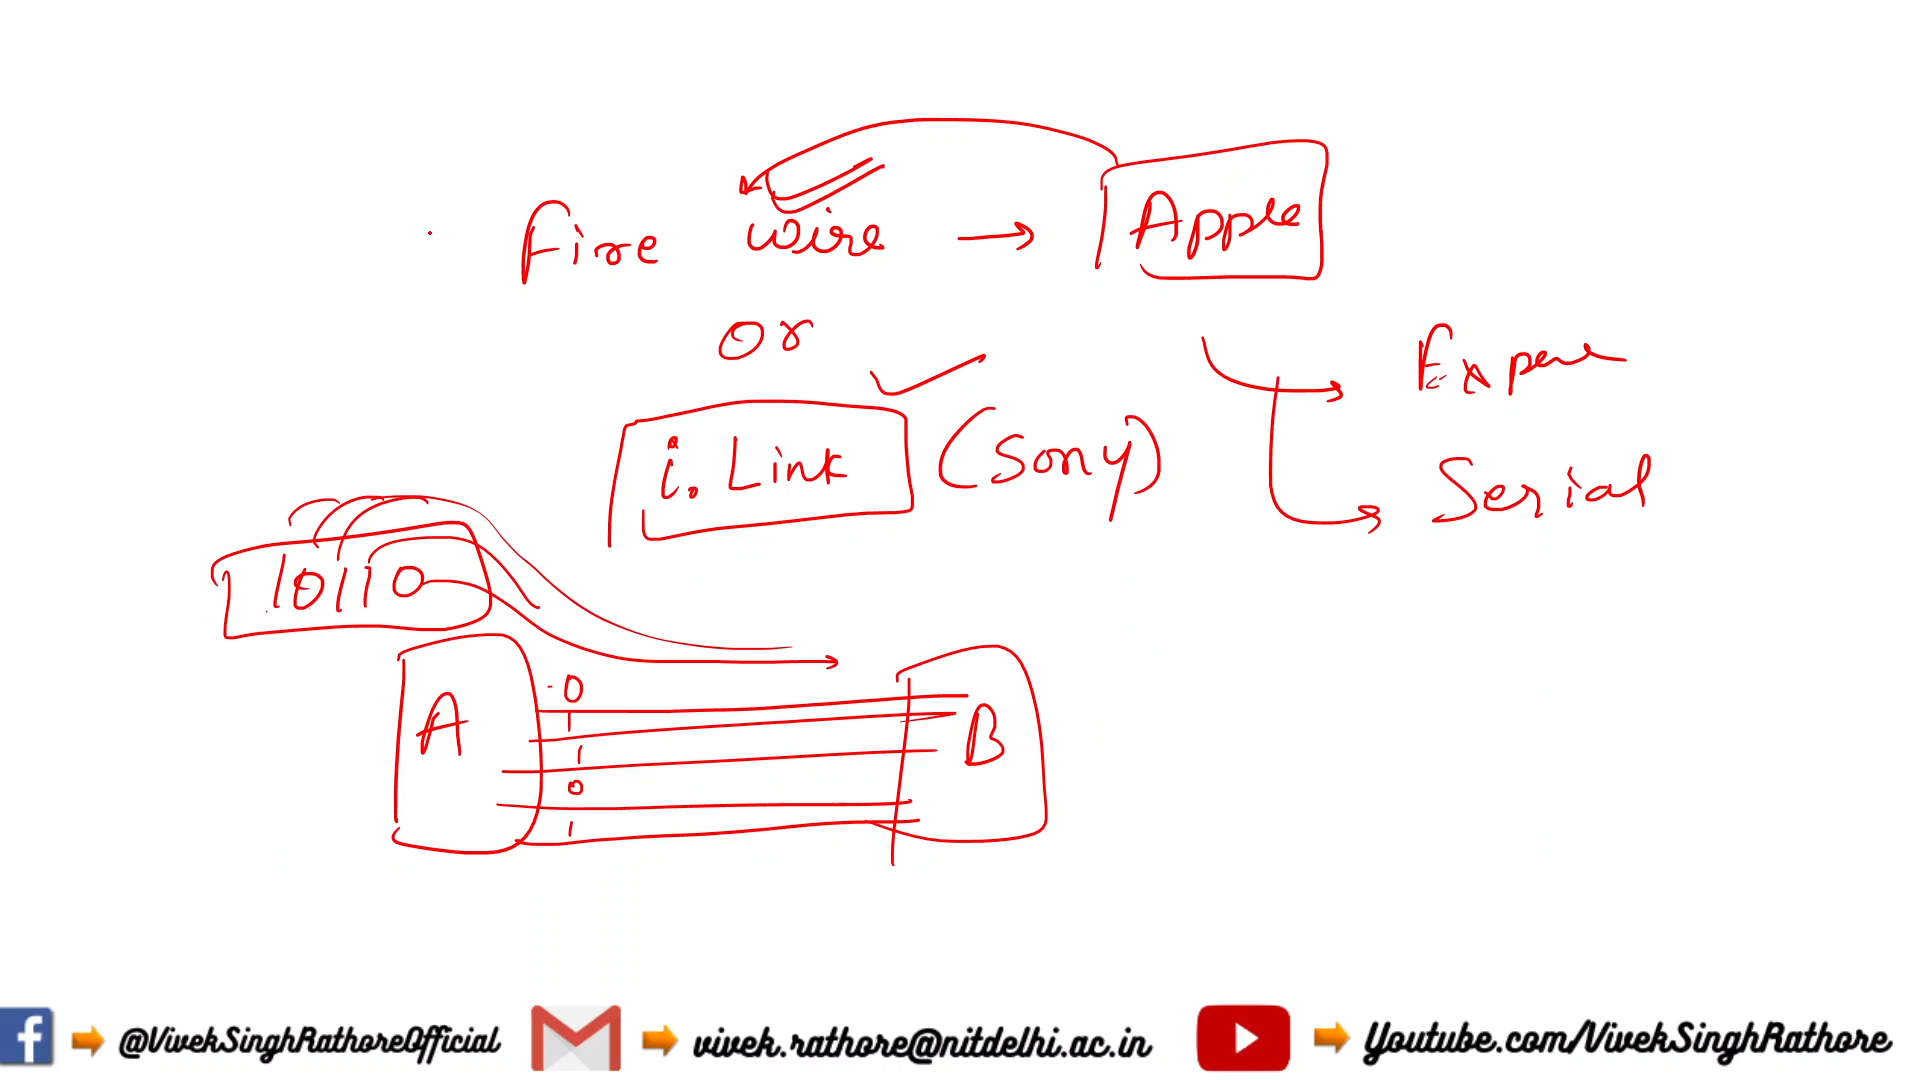 Fire wire → Apple
or
i. Link (Sony)
Serial
10110
A
B
0
1
1
0
1
@VivekSinghRathoreOfficial
vivek.rathore@nitdelhi.ac.in
Youtube.com/VivekSinghRathore